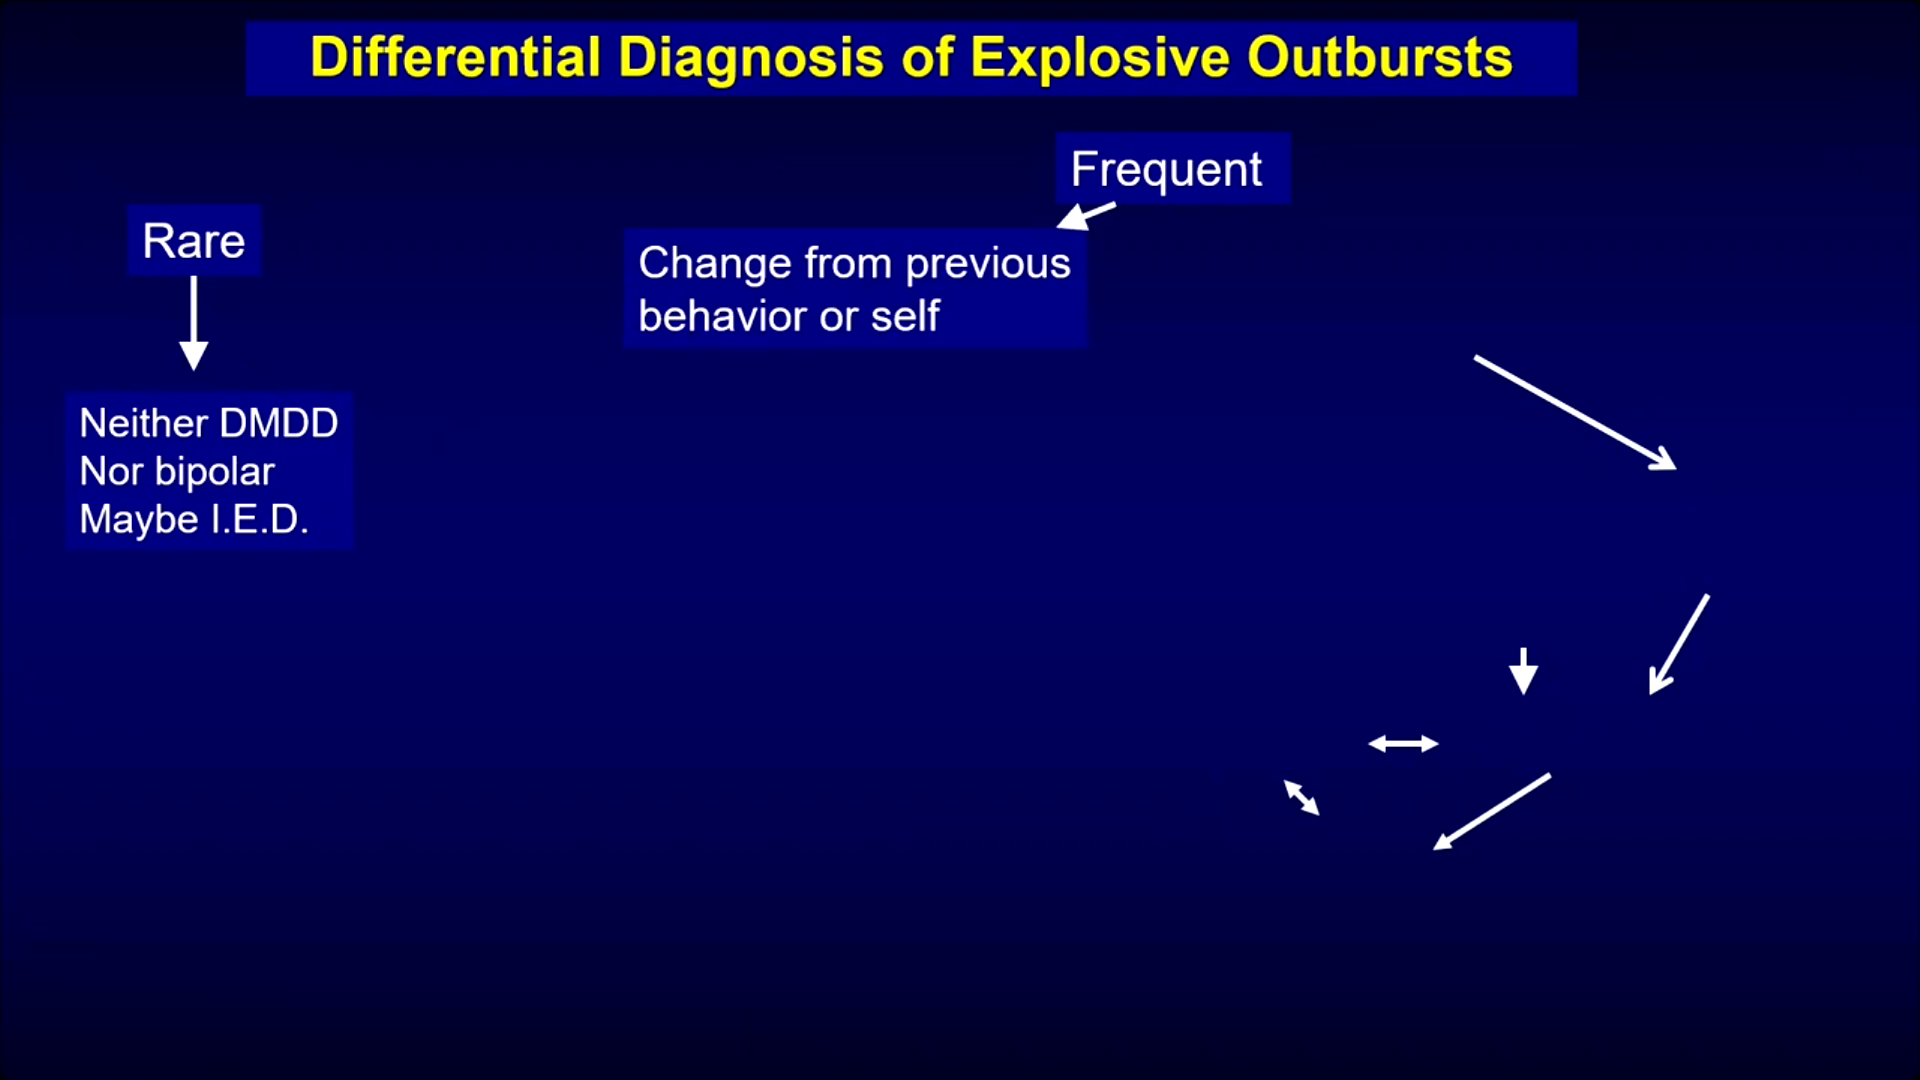 Differential Diagnosis of Explosive Outbursts
Frequent
Rare
Change from previous
behavior or self
Neither DMDD
Nor bipolar
Maybe I.E.D.